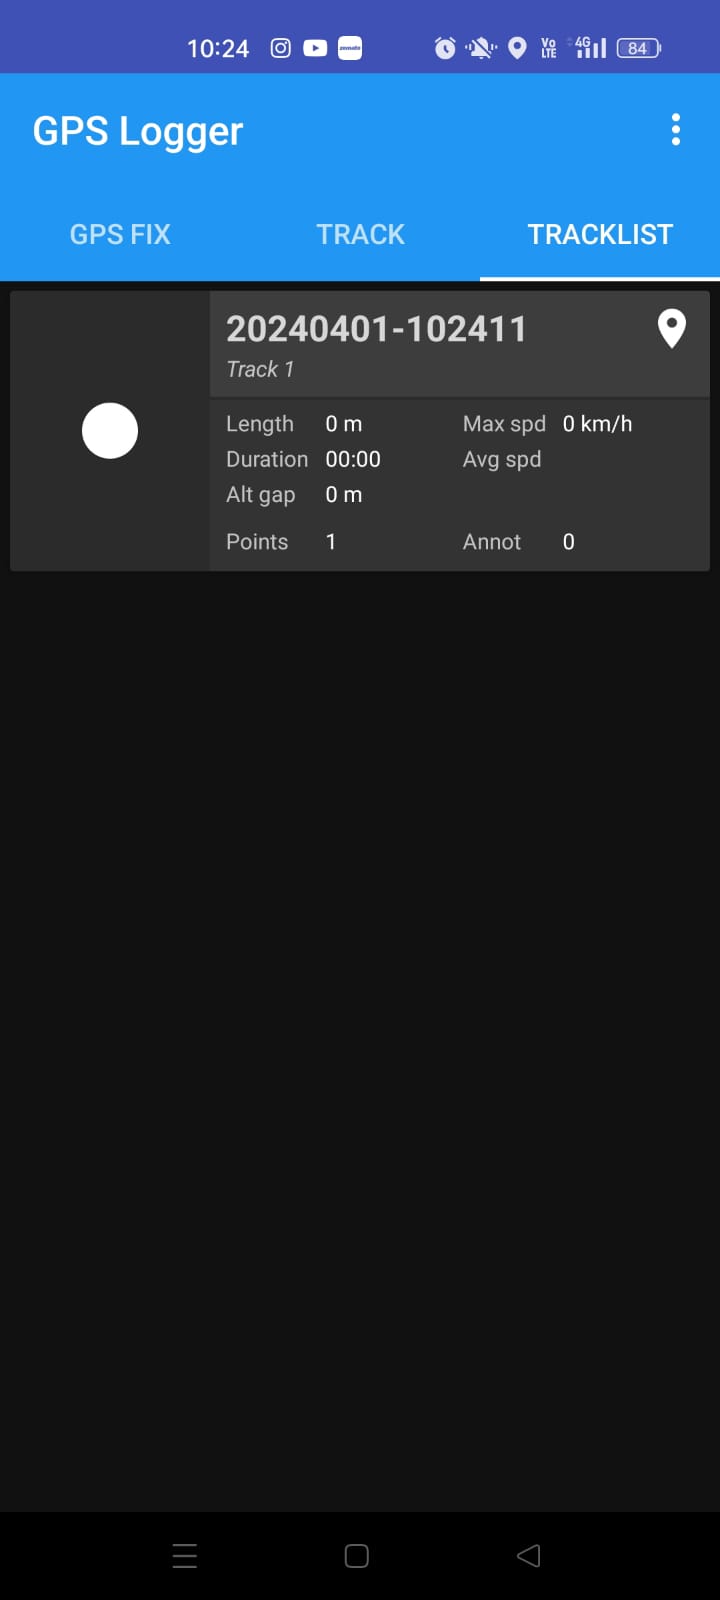 10:24 zomato Vo LTE 4G 84
GPS Logger
GPS FIX TRACK TRACKLIST
20240401-102411
Track 1
Length 0 m Max spd 0 km/h
Duration 00:00 Avg spd
Alt gap 0 m
Points 1 Annot 0